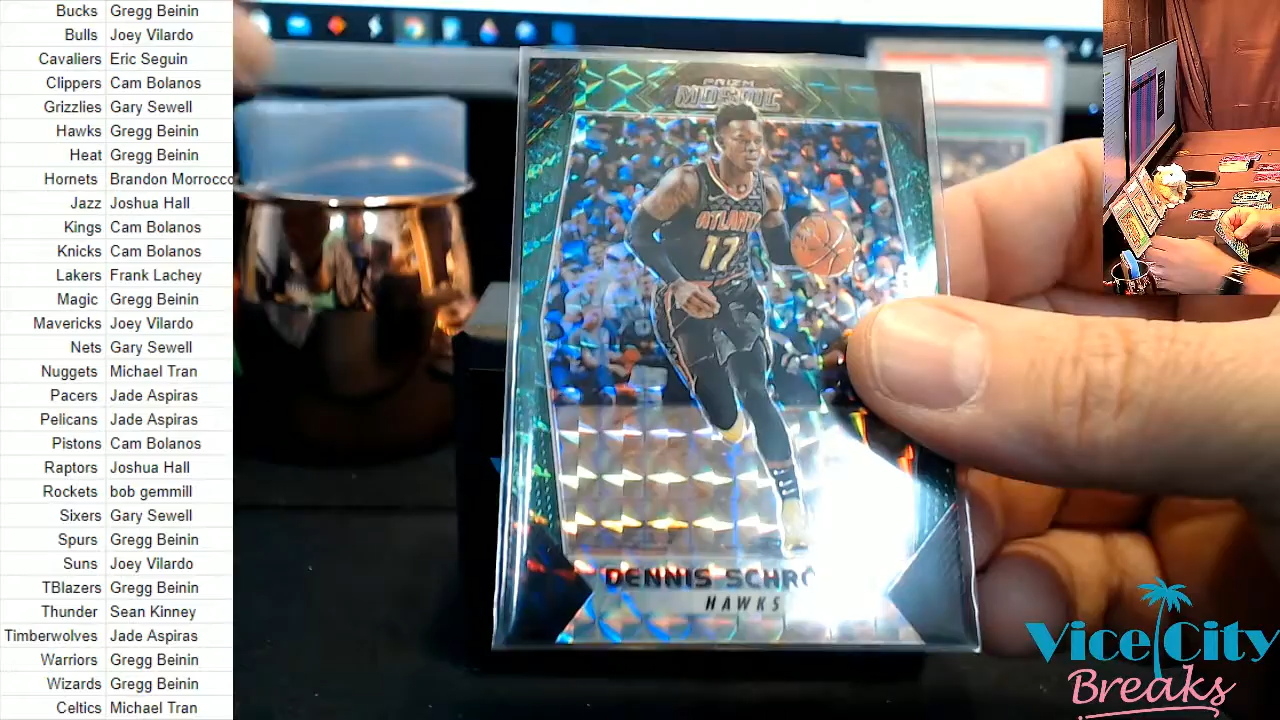 Bucks Gregg Beinin
Bulls Joey Vilardo
Cavaliers Eric Seguin
Clippers Cam Bolanos
Grizzlies Gary Sewell
Hawks Gregg Beinin
Heat Gregg Beinin
Hornets Brandon Morrocco
Jazz Joshua Hall
Kings Cam Bolanos
Knicks Cam Bolanos
Lakers Frank Lachey
Magic Gregg Beinin
Mavericks Joey Vilardo
Nets Gary Sewell
Nuggets Michael Tran
Pacers Jade Aspiras
Pelicans Jade Aspiras
Pistons Cam Bolanos
Raptors Joshua Hall
Rockets bob gemmill
Sixers Gary Sewell
Spurs Gregg Beinin
Suns Joey Vilardo
TBlazers Gregg Beinin
Thunder Sean Kinney
Timberwolves Jade Aspiras
Warriors Gregg Beinin
Wizards Gregg Beinin
Celtics Michael Tran
PRIZM
MOSAIC
ATLANTA
17
DENNIS SCHRÖ
HAWKS
Vice City
Breaks